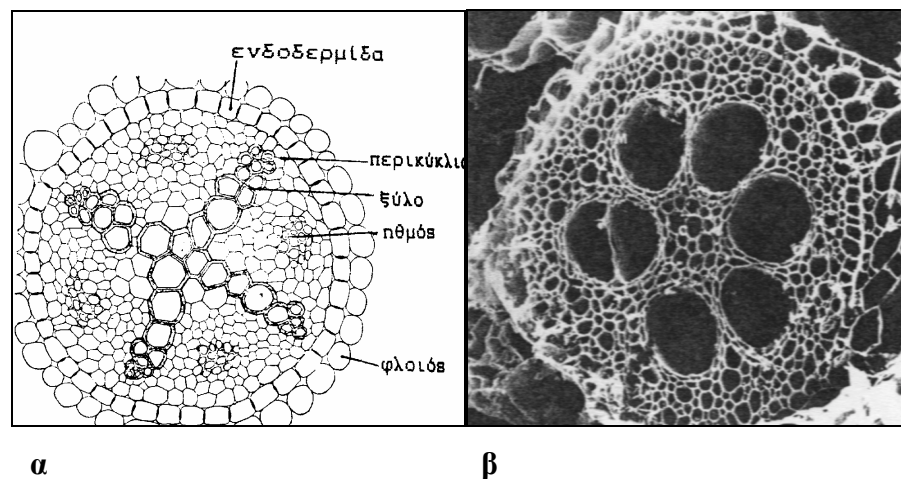 ενδοδερμίδα
περικύκλιο
ξύλο
ηθμός
φλοιός
α
β